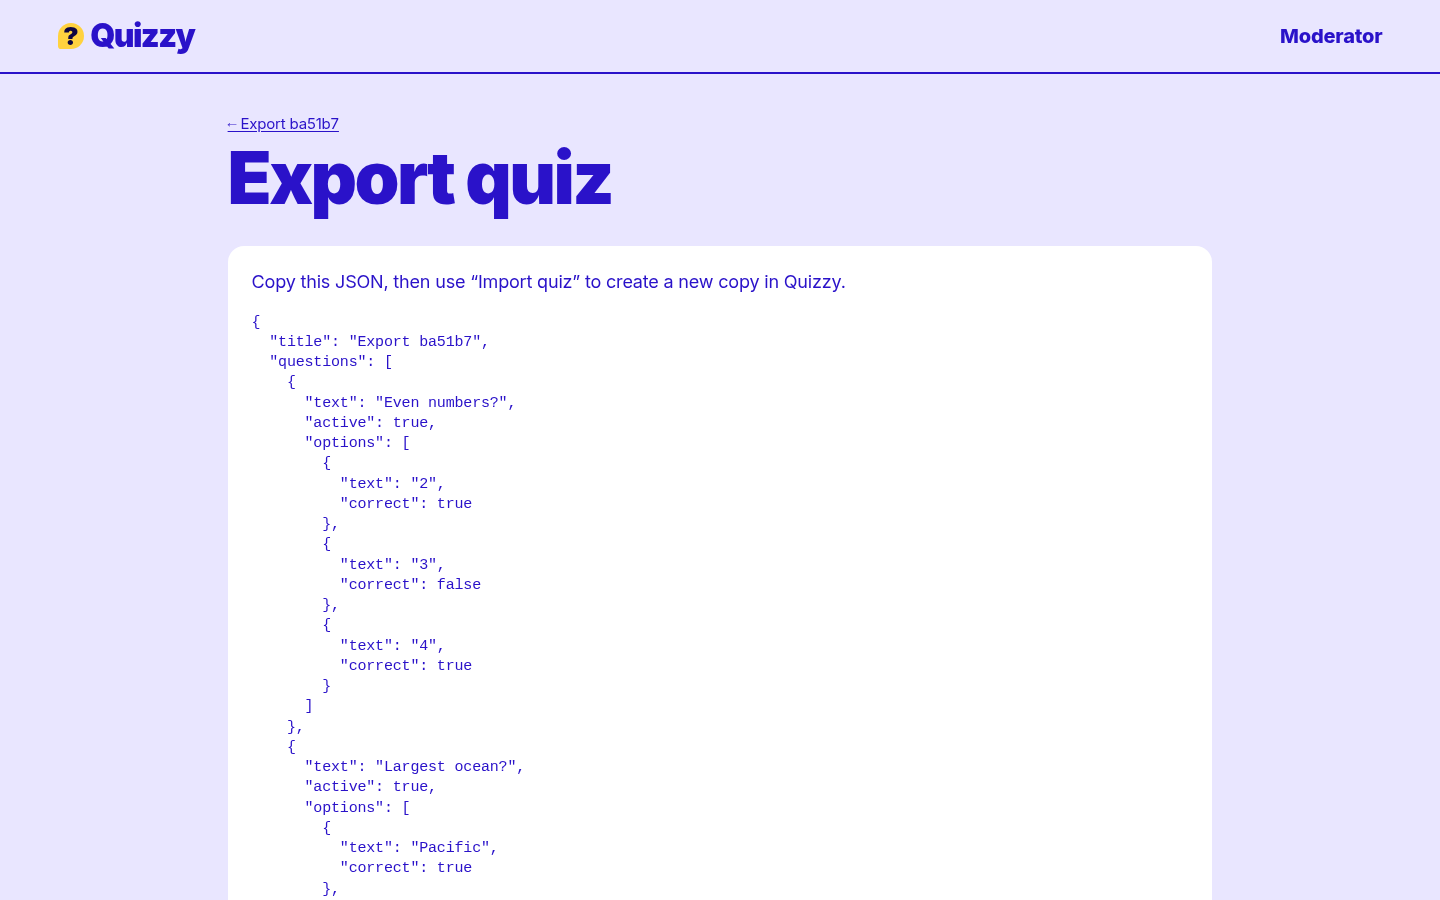 ? Quizzy
Moderator
← Export ba51b7
Export quiz
Copy this JSON, then use “Import quiz” to create a new copy in Quizzy.
{
  "title": "Export ba51b7",
  "questions": [
    {
      "text": "Even numbers?",
      "active": true,
      "options": [
        {
          "text": "2",
          "correct": true
        },
        {
          "text": "3",
          "correct": false
        },
        {
          "text": "4",
          "correct": true
        }
      ]
    },
    {
      "text": "Largest ocean?",
      "active": true,
      "options": [
        {
          "text": "Pacific",
          "correct": true
        },